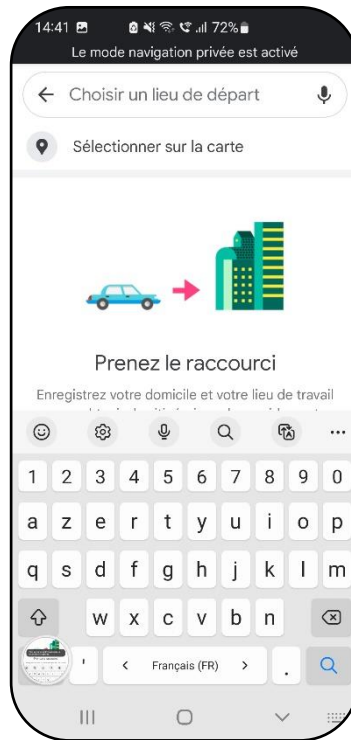 14:41 72%
Le mode navigation privée est activé
Choisir un lieu de départ
Sélectionner sur la carte
Prenez le raccourci
Enregistrez votre domicile et votre lieu de travail
1 2 3 4 5 6 7 8 9 0
a z e r t y u i o p
q s d f g h j k l m
w x c v b n
' < Français (FR) > .